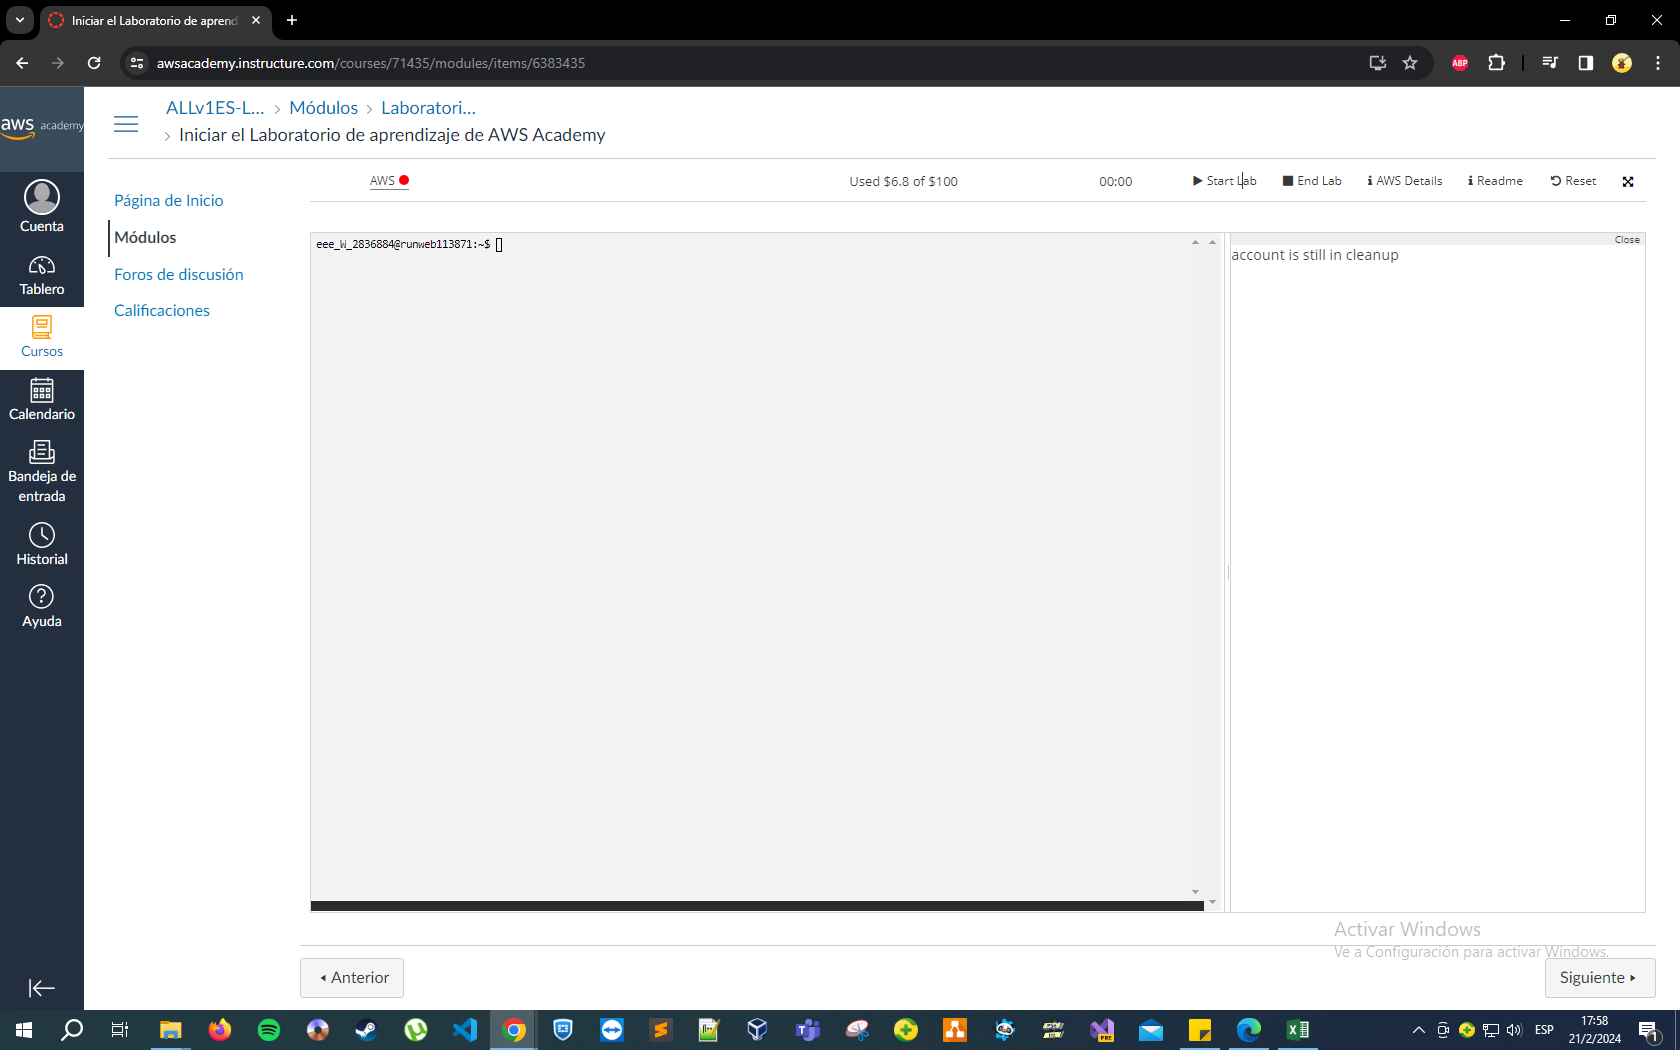 Iniciar el Laboratorio de aprend
awsacademy.instructure.com/courses/71435/modules/items/6383435
ABP
aws academy
ALLv1ES-L... > Módulos > Laboratori...
> Iniciar el Laboratorio de aprendizaje de AWS Academy
Cuenta
Tablero
Cursos
Calendario
Bandeja de
entrada
Historial
Ayuda
Página de Inicio
Módulos
Foros de discusión
Calificaciones
AWS
Used $6.8 of $100
00:00
Start Lab
End Lab
AWS Details
Readme
Reset
eee_W_2836884@runweb113871:~$
Close
account is still in cleanup
Activar Windows
Ve a Configuración para activar Windows.
Anterior
Siguiente
PRE
ESP
17:58
21/2/2024
1